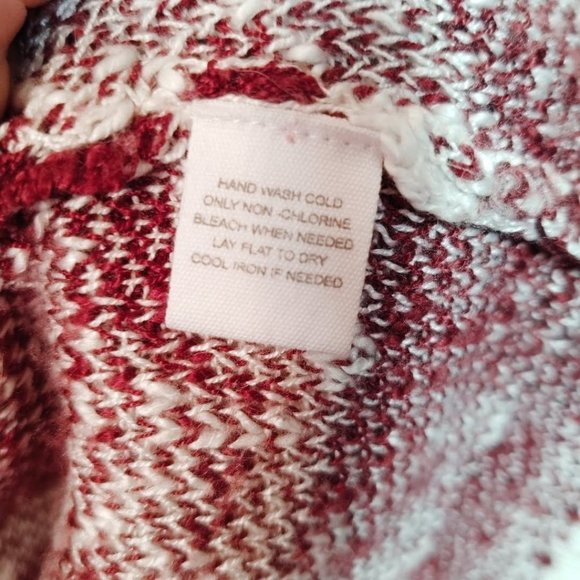 HAND WASH COLD
ONLY NON-CHLORINE
BLEACH WHEN NEEDED
LAY FLAT TO DRY
COOL IRON IF NEEDED